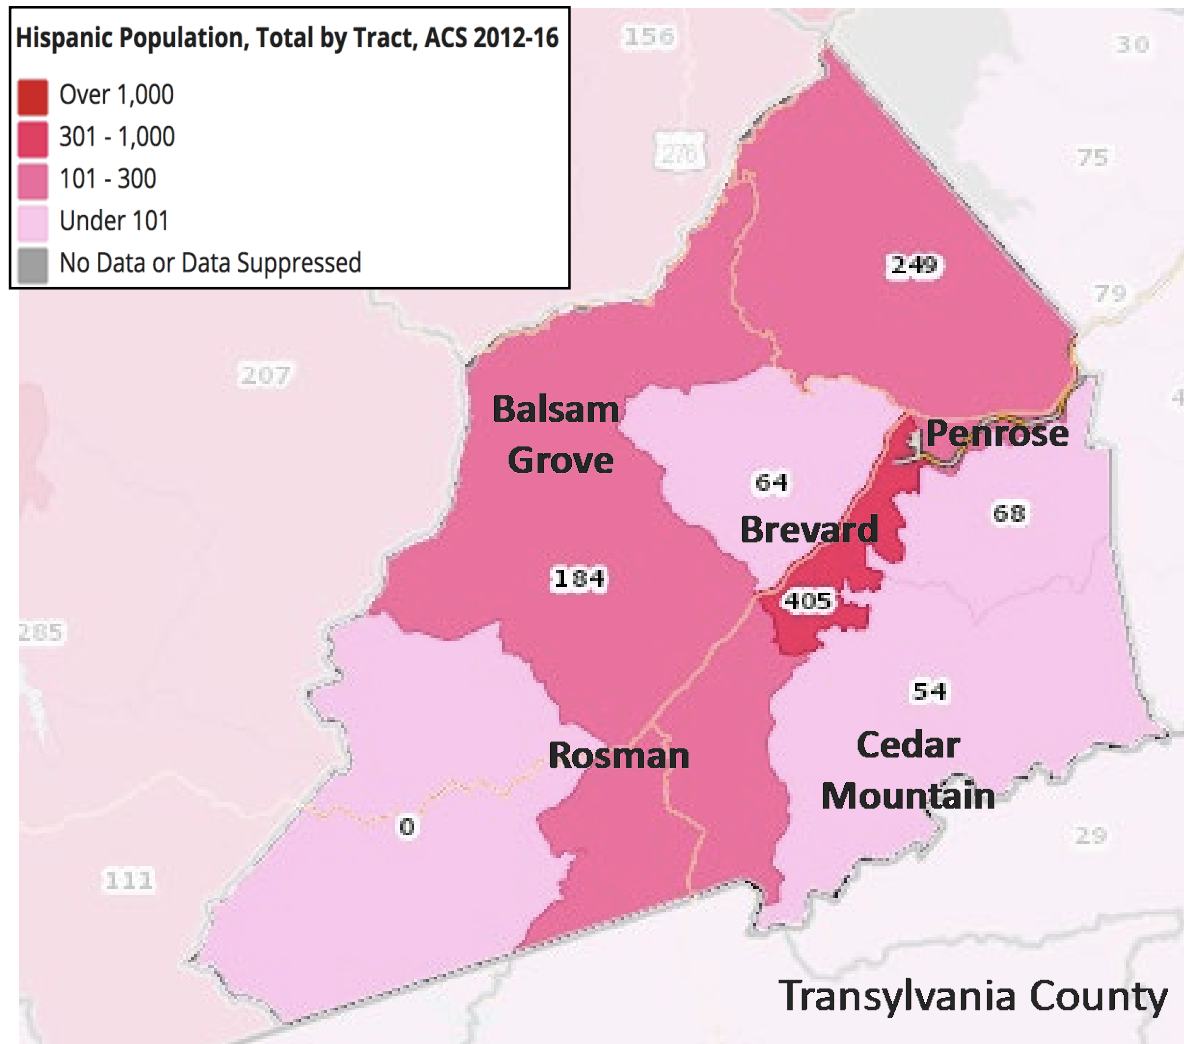 Hispanic Population, Total by Tract, ACS 2012-16
Over 1,000
301 - 1,000
101 - 300
Under 101
No Data or Data Suppressed
156
30
276
75
249
79
207
Balsam
Grove
Penrose
64
68
Brevard
184
405
285
54
Rosman
Cedar
Mountain
0
29
111
Transylvania County